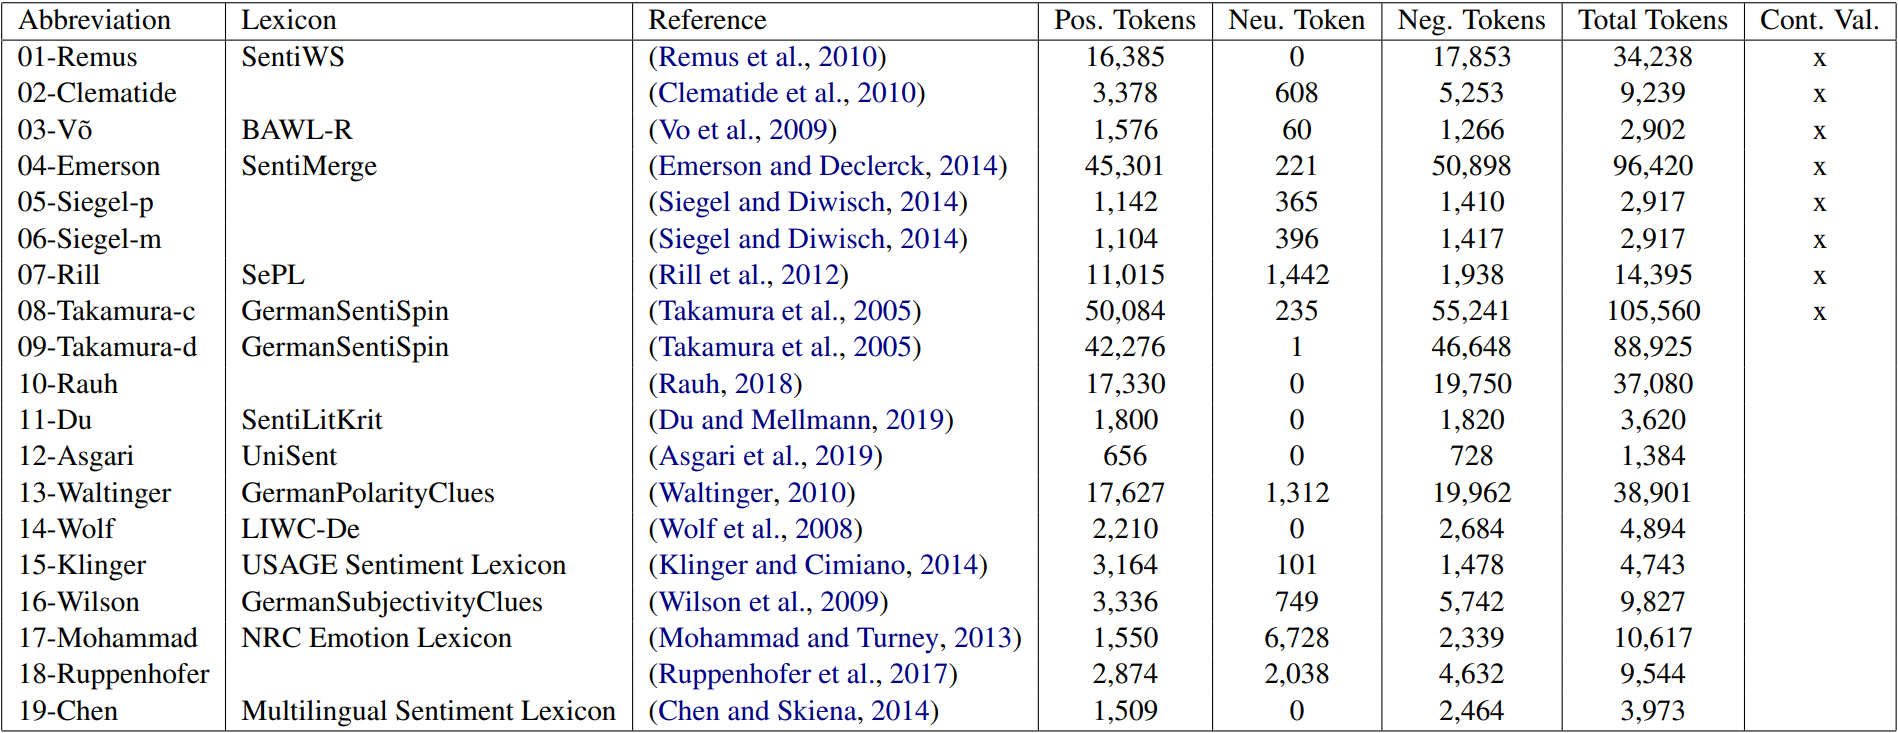 Abbreviation Lexicon Reference Pos. Tokens Neu. Token Neg. Tokens Total Tokens Cont. Val.
01-Remus SentiWS (Remus et al., 2010) 16,385 0 17,853 34,238 x
02-Clematide (Clematide et al., 2010) 3,378 608 5,253 9,239 x
03-Võ BAWL-R (Vo et al., 2009) 1,576 60 1,266 2,902 x
04-Emerson SentiMerge (Emerson and Declerck, 2014) 45,301 221 50,898 96,420 x
05-Siegel-p (Siegel and Diwisch, 2014) 1,142 365 1,410 2,917 x
06-Siegel-m (Siegel and Diwisch, 2014) 1,104 396 1,417 2,917 x
07-Rill SePL (Rill et al., 2012) 11,015 1,442 1,938 14,395 x
08-Takamura-c GermanSentiSpin (Takamura et al., 2005) 50,084 235 55,241 105,560 x
09-Takamura-d GermanSentiSpin (Takamura et al., 2005) 42,276 1 46,648 88,925
10-Rauh (Rauh, 2018) 17,330 0 19,750 37,080
11-Du SentiLitKrit (Du and Mellmann, 2019) 1,800 0 1,820 3,620
12-Asgari UniSent (Asgari et al., 2019) 656 0 728 1,384
13-Waltinger GermanPolarityClues (Waltinger, 2010) 17,627 1,312 19,962 38,901
14-Wolf LIWC-De (Wolf et al., 2008) 2,210 0 2,684 4,894
15-Klinger USAGE Sentiment Lexicon (Klinger and Cimiano, 2014) 3,164 101 1,478 4,743
16-Wilson GermanSubjectivityClues (Wilson et al., 2009) 3,336 749 5,742 9,827
17-Mohammad NRC Emotion Lexicon (Mohammad and Turney, 2013) 1,550 6,728 2,339 10,617
18-Ruppenhofer (Ruppenhofer et al., 2017) 2,874 2,038 4,632 9,544
19-Chen Multilingual Sentiment Lexicon (Chen and Skiena, 2014) 1,509 0 2,464 3,973